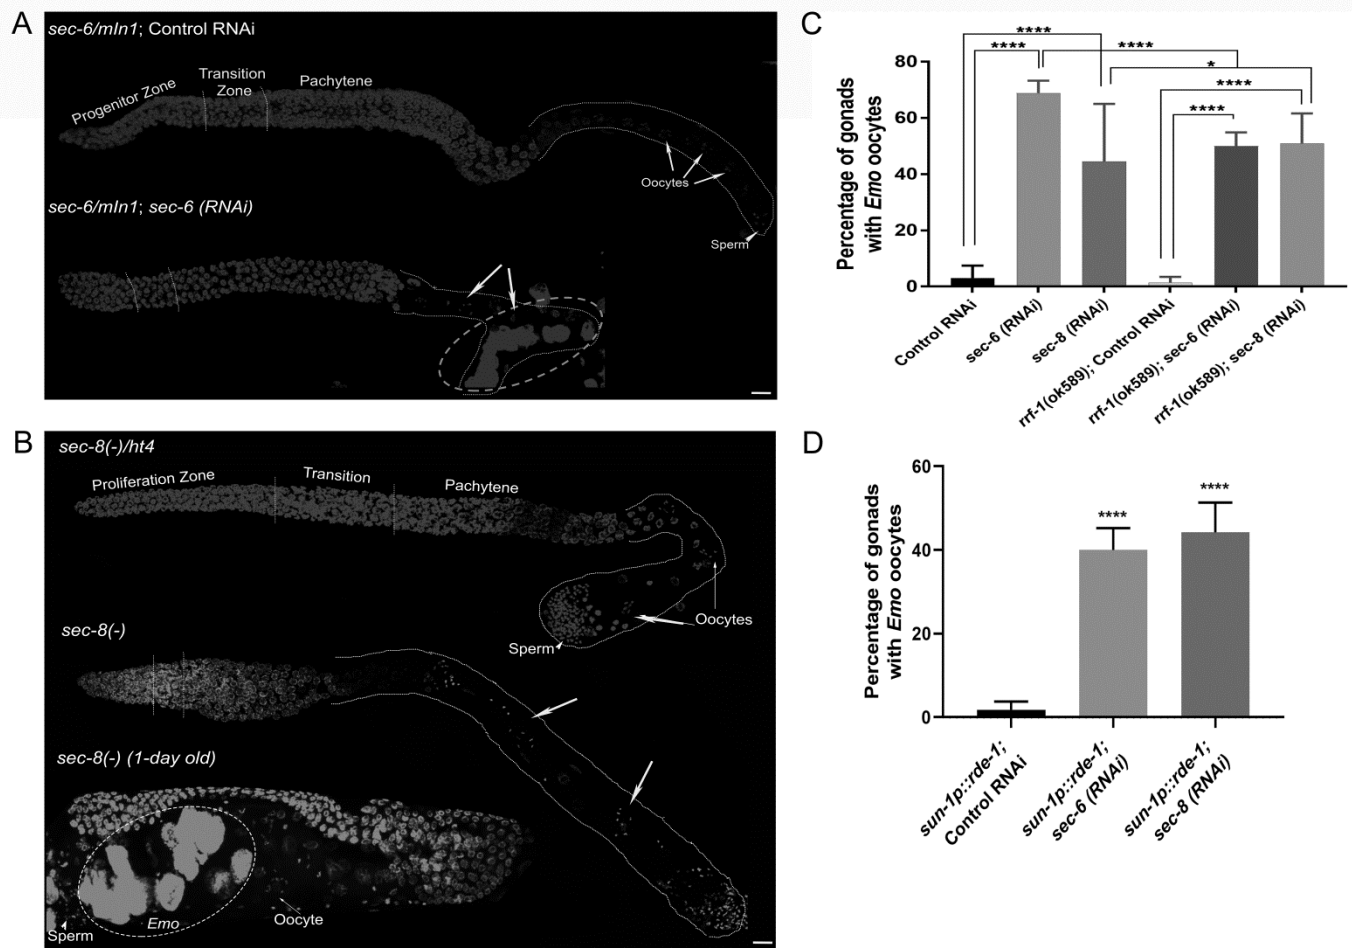 A
sec-6/mIn1; Control RNAi
Progenitor Zone
Transition
Zone
Pachytene
Oocytes
Sperm
sec-6/mIn1; sec-6 (RNAi)
B
sec-8(-)/ht4
Proliferation Zone
Transition
Pachytene
Oocytes
Sperm
sec-8(-)
sec-8(-) (1-day old)
Emo
Oocyte
Sperm
C
Percentage of gonads
with Emo oocytes
80
60
40
20
0
****
****
****
*
****
****
Control RNAi
sec-6 (RNAi)
sec-8 (RNAi)
rrf-1(ok589); Control RNAi
rrf-1(ok589); sec-6 (RNAi)
rrf-1(ok589); sec-8 (RNAi)
D
Percentage of gonads
with Emo oocytes
60
40
20
0
****
****
sun-1p::rde-1;
Control RNAi
sun-1p::rde-1;
sec-6 (RNAi)
sun-1p::rde-1;
sec-8 (RNAi)